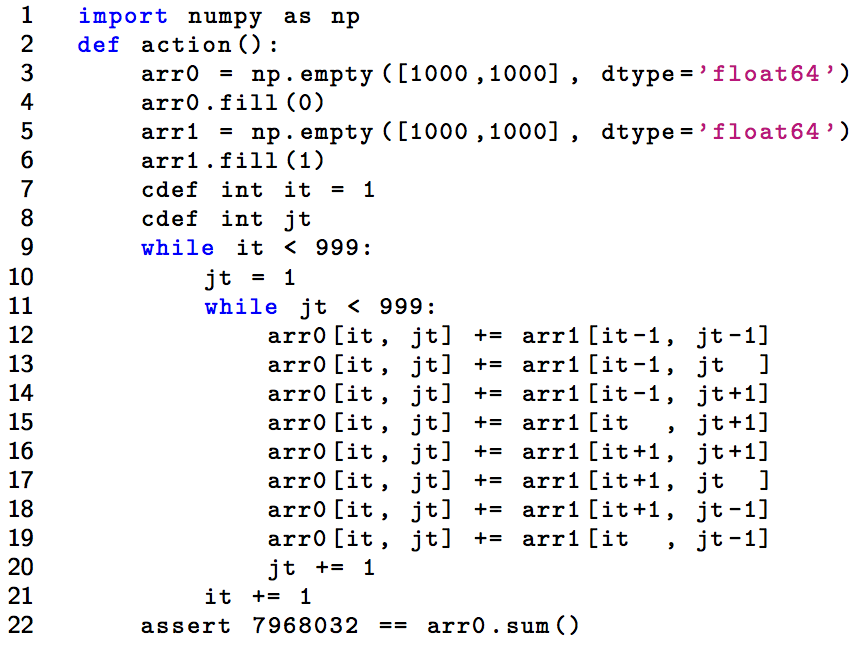 1 import numpy as np
2 def action():
3     arr0 = np.empty([1000,1000], dtype='float64')
4     arr0.fill(0)
5     arr1 = np.empty([1000,1000], dtype='float64')
6     arr1.fill(1)
7     cdef int it = 1
8     cdef int jt
9     while it < 999:
10         jt = 1
11         while jt < 999:
12             arr0[it, jt] += arr1[it-1, jt-1]
13             arr0[it, jt] += arr1[it-1, jt  ]
14             arr0[it, jt] += arr1[it-1, jt+1]
15             arr0[it, jt] += arr1[it  , jt+1]
16             arr0[it, jt] += arr1[it+1, jt+1]
17             arr0[it, jt] += arr1[it+1, jt  ]
18             arr0[it, jt] += arr1[it+1, jt-1]
19             arr0[it, jt] += arr1[it  , jt-1]
20             jt += 1
21         it += 1
22     assert 7968032 == arr0.sum()